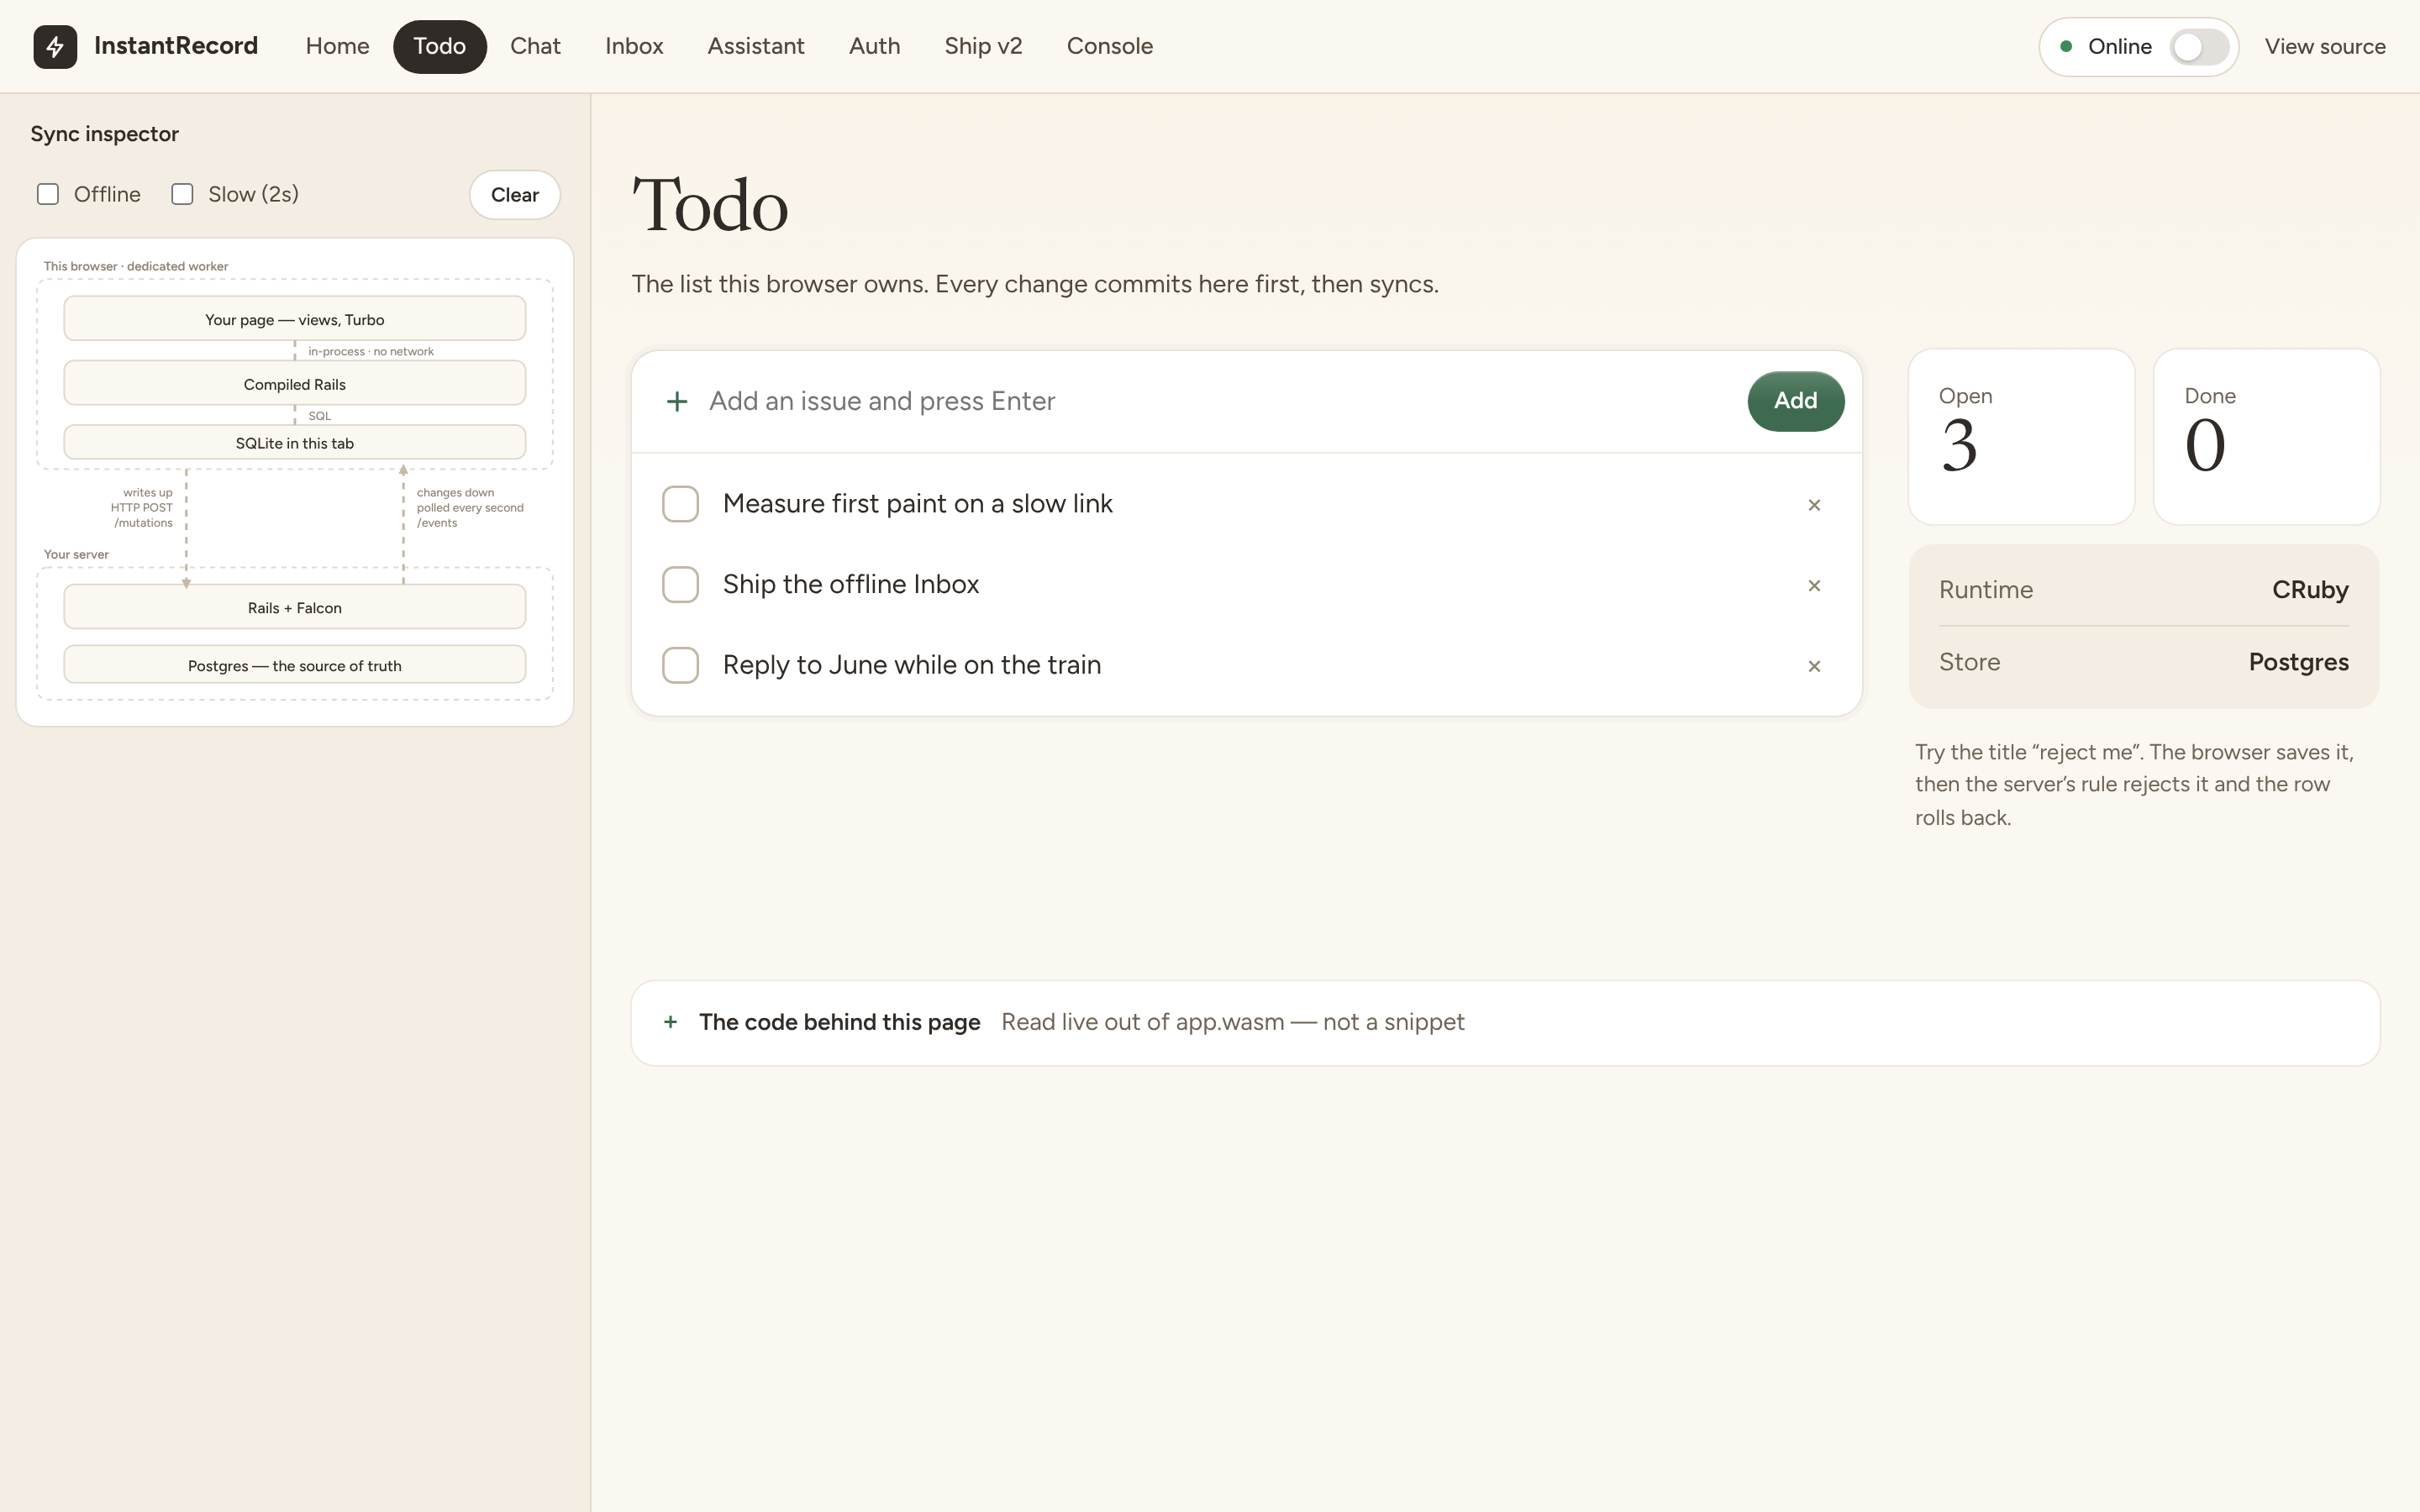 InstantRecord Home Todo Chat Inbox Assistant Auth Ship v2 Console Online View source
Sync inspector
Offline Slow (2s) Clear
This browser · dedicated worker
Your page — views, Turbo
in-process · no network
Compiled Rails
SQL
SQLite in this tab
writes up
HTTP POST
/mutations
changes down
polled every second
/events
Your server
Rails + Falcon
Postgres — the source of truth
Todo
The list this browser owns. Every change commits here first, then syncs.
+ Add an issue and press Enter Add
Measure first paint on a slow link ×
Ship the offline Inbox ×
Reply to June while on the train ×
Open
3
Done
0
Runtime CRuby
Store Postgres
Try the title “reject me”. The browser saves it,
then the server’s rule rejects it and the row
rolls back.
+ The code behind this page Read live out of app.wasm — not a snippet